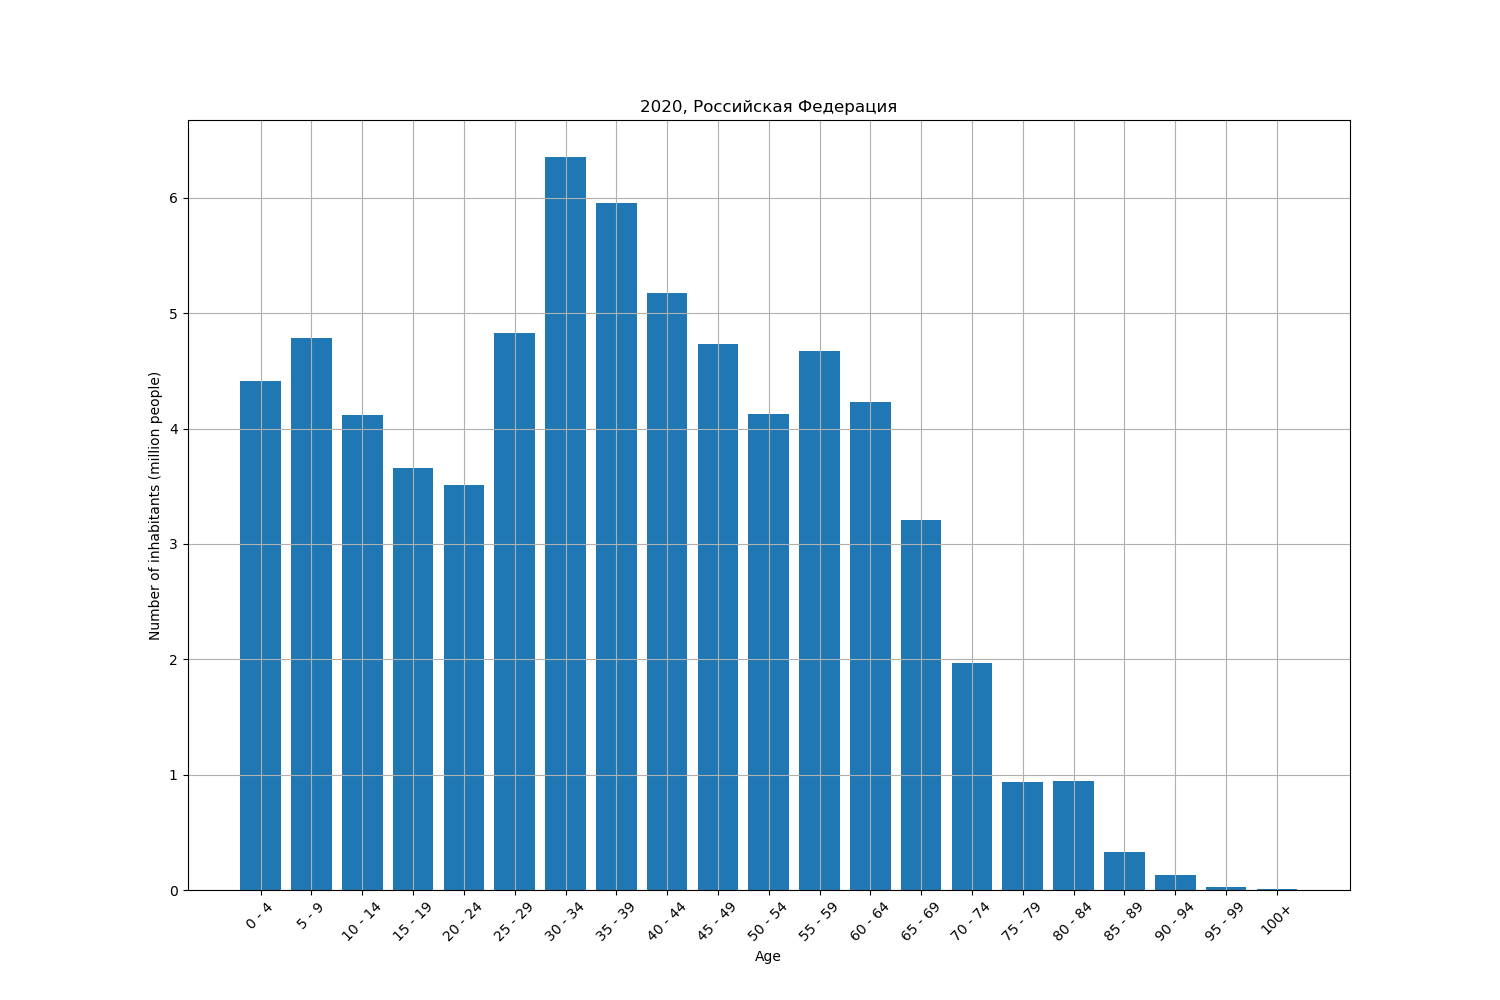 2020, Российская Федерация
Number of inhabitants (million people)
6
5
4
3
2
1
0
0 - 4
5 - 9
10 - 14
15 - 19
20 - 24
25 - 29
30 - 34
35 - 39
40 - 44
45 - 49
50 - 54
55 - 59
60 - 64
65 - 69
70 - 74
75 - 79
80 - 84
85 - 89
90 - 94
95 - 99
100+
Age